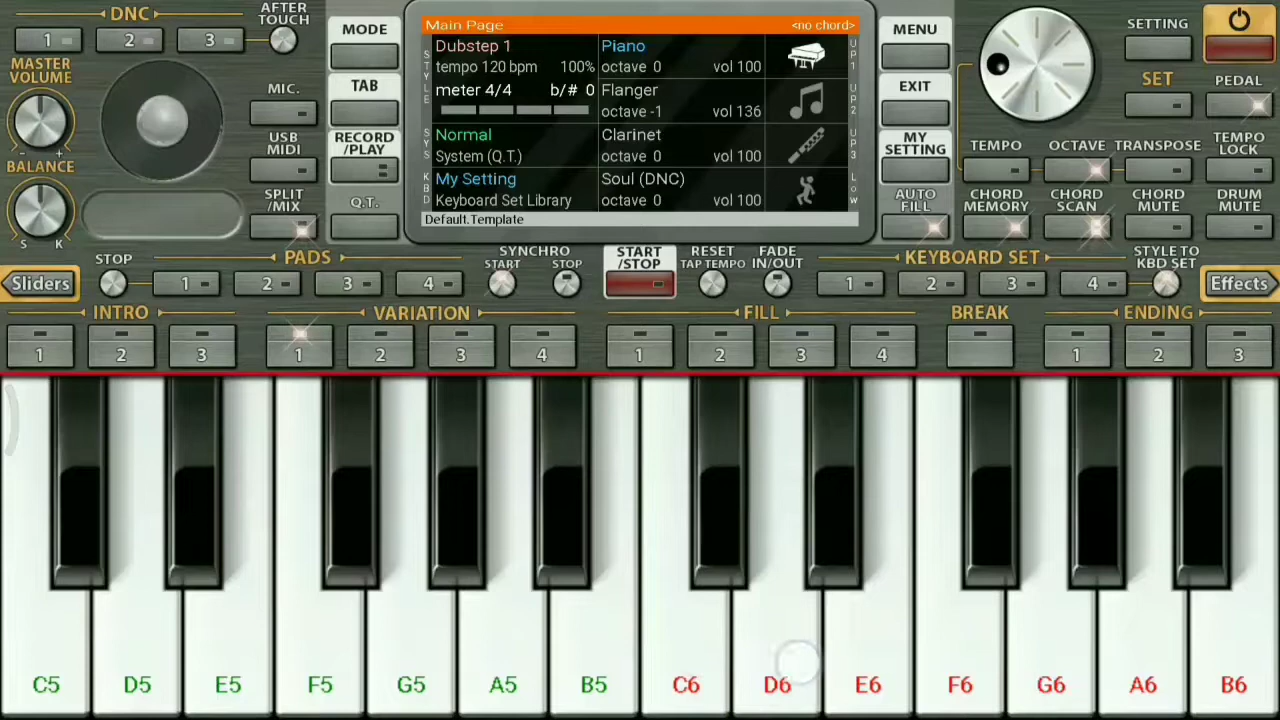 DNC
AFTER
TOUCH
1 2 3
MASTER
VOLUME
- +
BALANCE
S K
MIC.
USB
MIDI
SPLIT
/MIX
MODE
TAB
RECORD
/PLAY
Q.T.
Main Page <no chord>
STYLE
Dubstep 1
tempo 120 bpm 100%
meter 4/4 b/# 0
SYS
Normal
System (Q.T.)
KBD
My Setting
Keyboard Set Library
Default.Template
Piano
octave 0 vol 100
UP1
Flanger
octave -1 vol 136
UP2
Clarinet
octave 0 vol 100
UP3
Soul (DNC)
octave 0 vol 100
Low
MENU
EXIT
MY
SETTING
AUTO
FILL
SETTING
SET
PEDAL
TEMPO OCTAVE TRANSPOSE TEMPO
LOCK
CHORD
MEMORY
CHORD
SCAN
CHORD
MUTE
DRUM
MUTE
Sliders
STOP
PADS
1 2 3 4
SYNCHRO
START STOP
START
/STOP
RESET
TAP TEMPO
FADE
IN/OUT
KEYBOARD SET
1 2 3 4
STYLE TO
KBD SET
Effects
INTRO VARIATION FILL BREAK ENDING
1 2 3 1 2 3 4 1 2 3 4 1 2 3
C5 D5 E5 F5 G5 A5 B5 C6 D6 E6 F6 G6 A6 B6